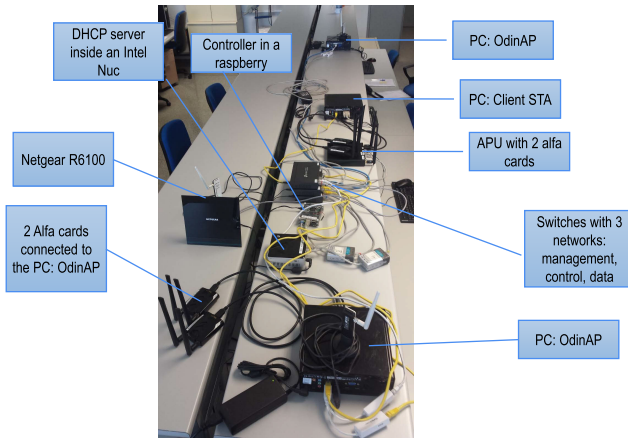 DHCP server
inside an Intel
Nuc
Controller in a
raspberry
PC: OdinAP
PC: Client STA
APU with 2 alfa
cards
Netgear R6100
2 Alfa cards
connected to
the PC: OdinAP
Switches with 3
networks:
management,
control, data
PC: OdinAP